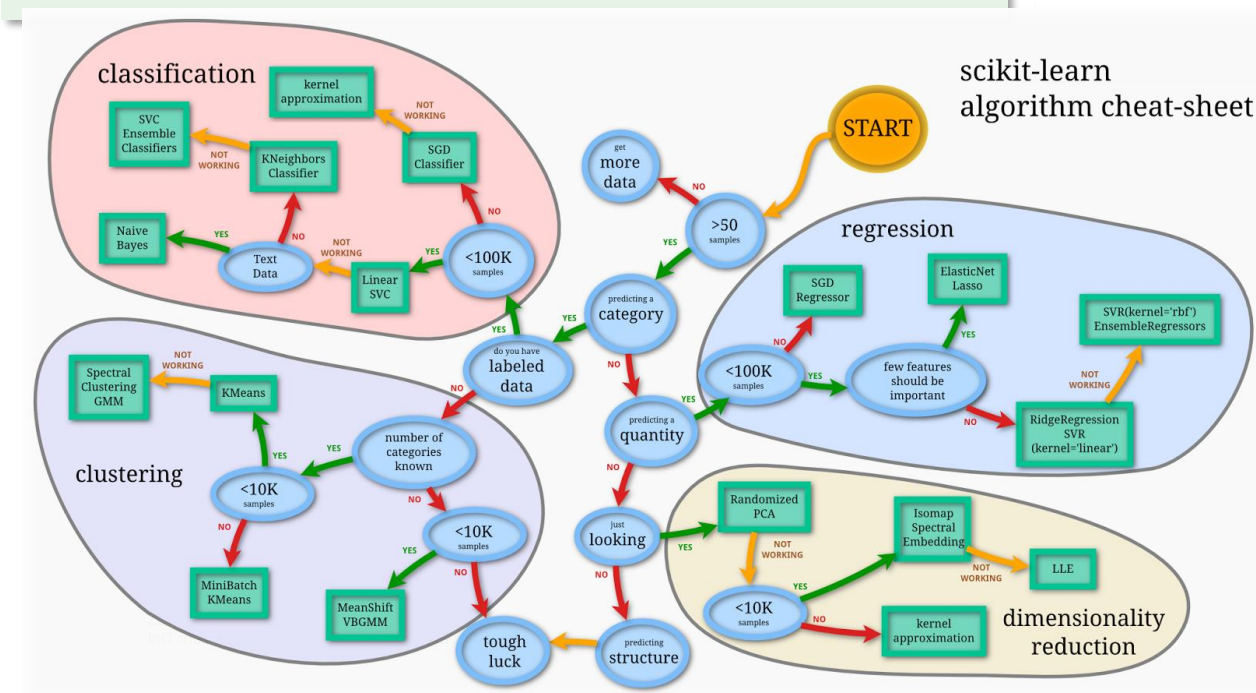 scikit-learn
algorithm cheat-sheet
START
>50
samples
NO
get
more
data
YES
predicting a
category
YES
do you have
labeled
data
YES
classification
<100K
samples
NO
SGD
Classifier
NOT
WORKING
kernel
approximation
YES
Linear
SVC
NOT
WORKING
Text
Data
YES
Naive
Bayes
NO
KNeighbors
Classifier
NOT
WORKING
SVC
Ensemble
Classifiers
NO
clustering
number of
categories
known
YES
<10K
samples
YES
KMeans
NOT
WORKING
Spectral
Clustering
GMM
NO
MiniBatch
KMeans
NO
<10K
samples
YES
MeanShift
VBGMM
NO
tough
luck
NO
predicting a
quantity
YES
regression
<100K
samples
NO
SGD
Regressor
YES
few features
should be
important
YES
ElasticNet
Lasso
NO
RidgeRegression
SVR
(kernel='linear')
NOT
WORKING
SVR(kernel='rbf')
EnsembleRegressors
NO
just
looking
YES
dimensionality
reduction
Randomized
PCA
NOT
WORKING
<10K
samples
YES
Isomap
Spectral
Embedding
NOT
WORKING
LLE
NO
kernel
approximation
NO
predicting
structure